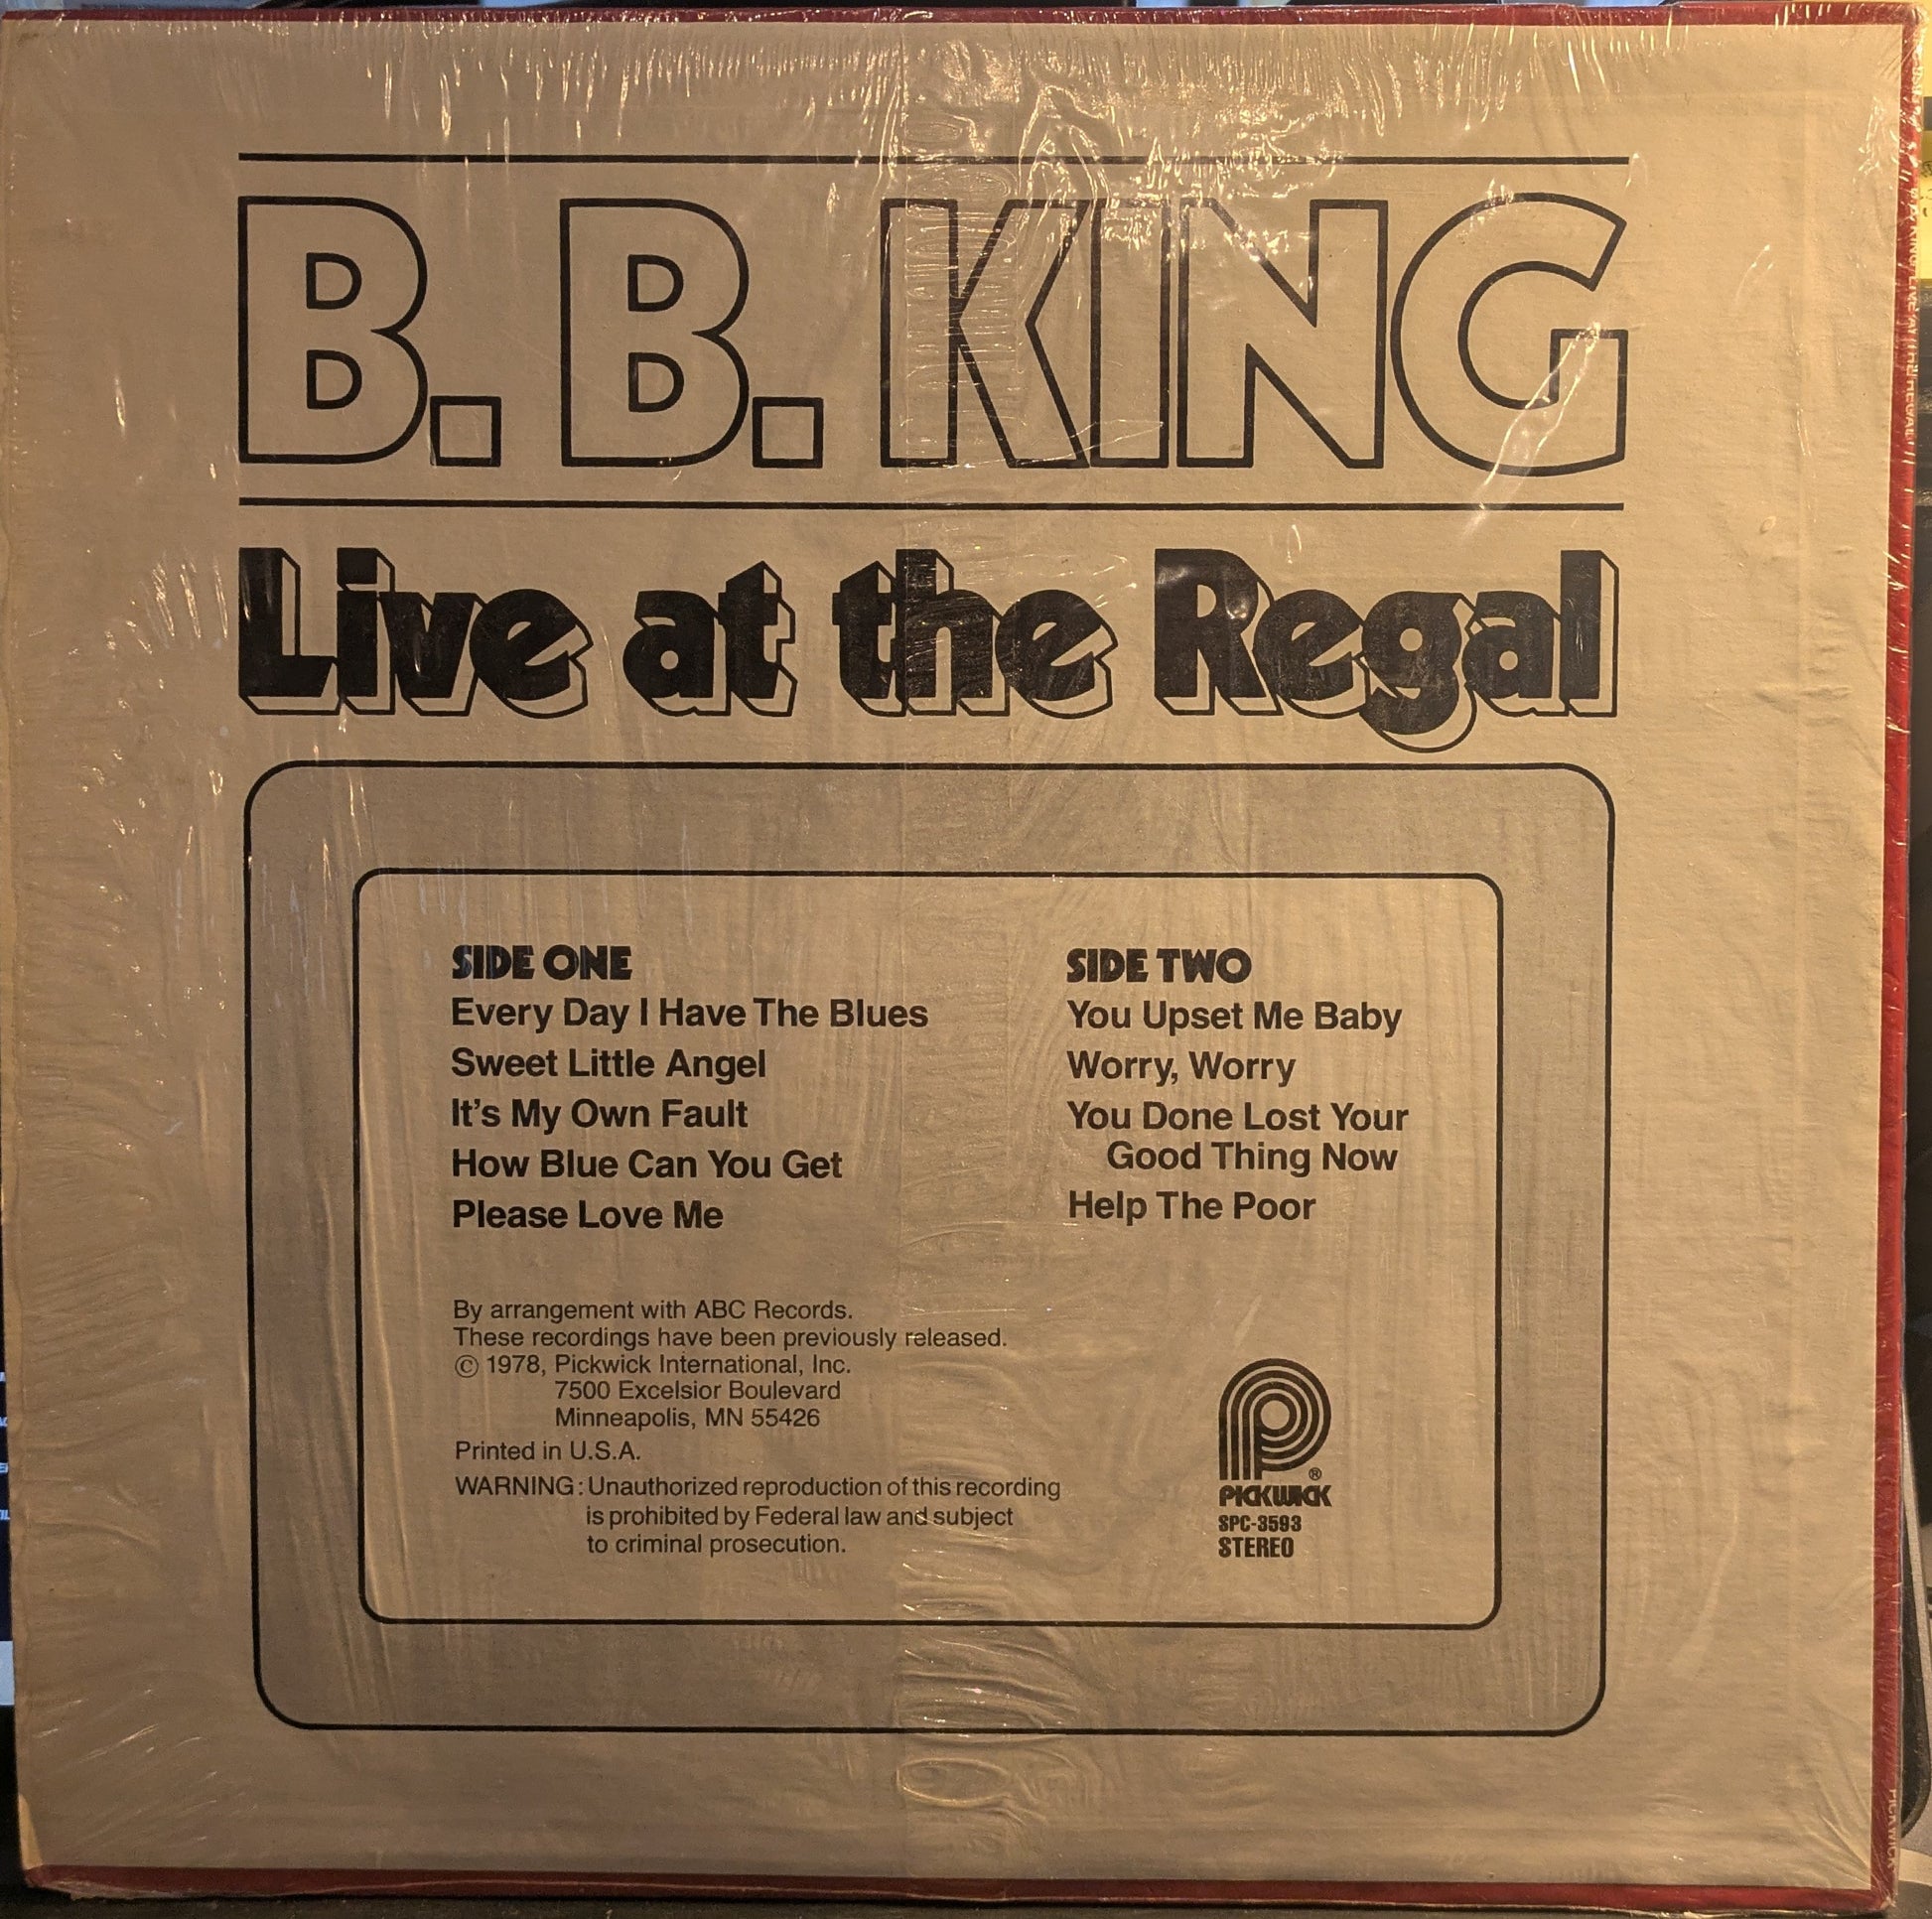 B. B. KING
Live at the Regal
SIDE ONE
Every Day I Have The Blues
Sweet Little Angel
It's My Own Fault
How Blue Can You Get
Please Love Me
SIDE TWO
You Upset Me Baby
Worry, Worry
You Done Lost Your
Good Thing Now
Help The Poor
By arrangement with ABC Records.
These recordings have been previously released.
© 1978, Pickwick International, Inc.
7500 Excelsior Boulevard
Minneapolis, MN 55426
Printed in U.S.A.
WARNING: Unauthorized reproduction of this recording
is prohibited by Federal law and subject
to criminal prosecution.
®
PICKWICK
SPC-3593
STEREO